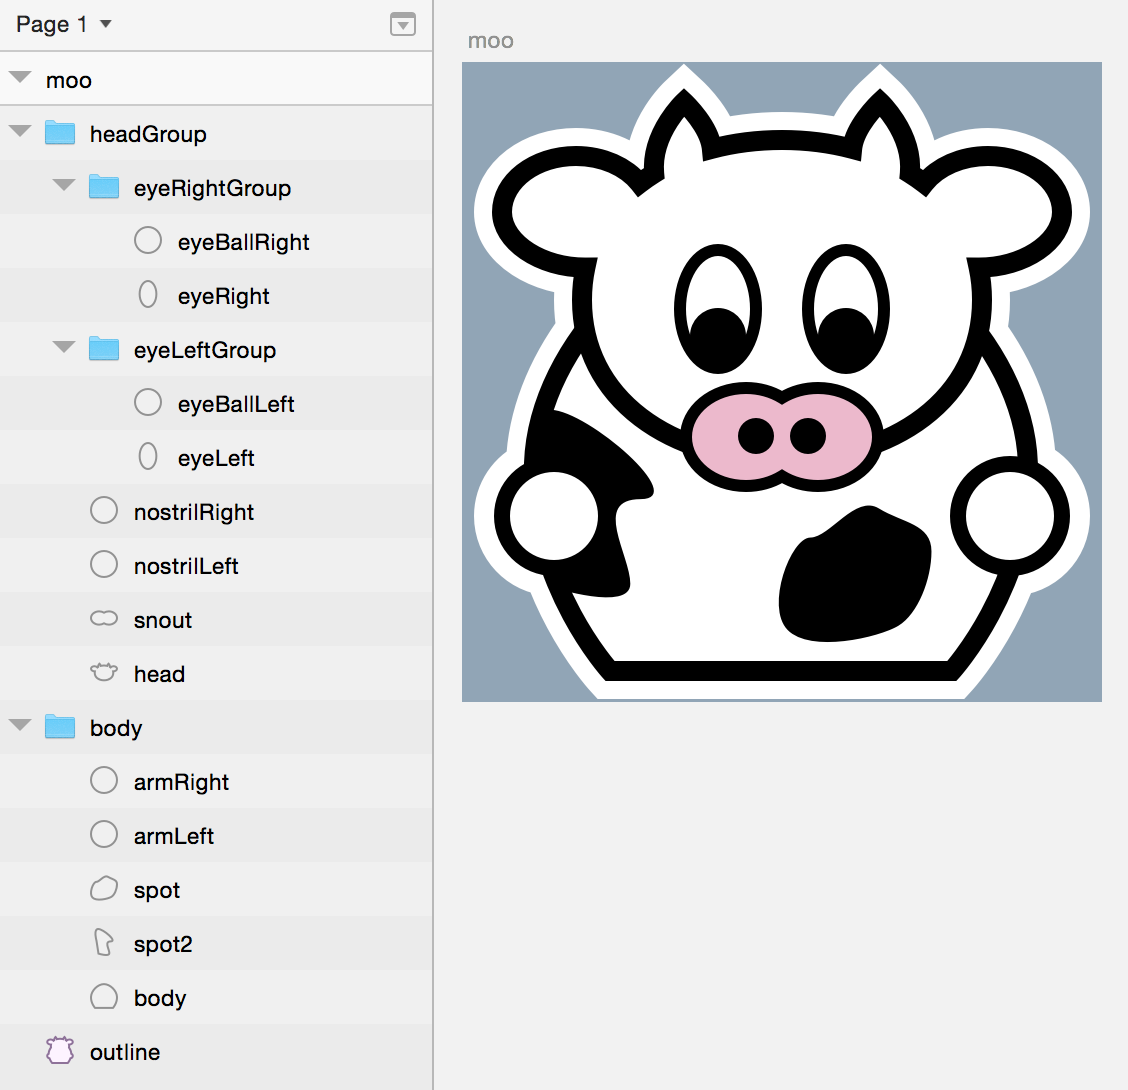 Page 1
moo
headGroup
eyeRightGroup
eyeBallRight
eyeRight
eyeLeftGroup
eyeBallLeft
eyeLeft
nostrilRight
nostrilLeft
snout
head
body
armRight
armLeft
spot
spot2
body
outline
moo